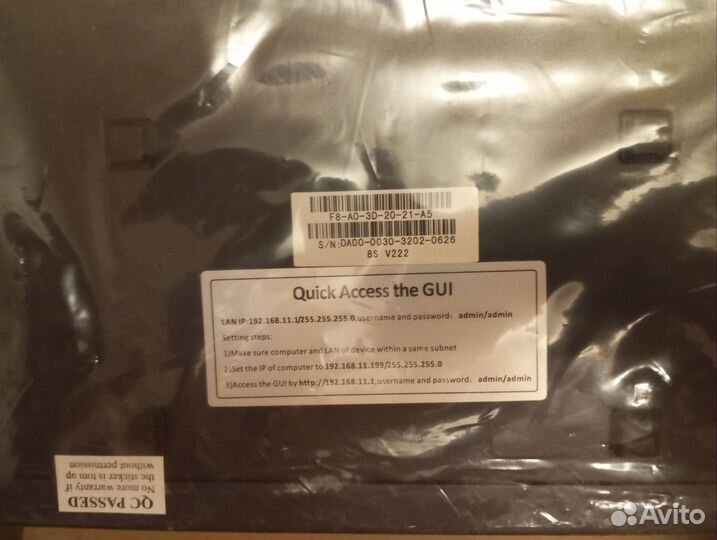 F8-A0-3D-20-21-A5
S/N:DA00-0030-3202-0626
8S V222
Quick Access the GUI
LAN IP:192.168.11.1/255.255.255.0,username and password: admin/admin
Setting steps:
1)Make sure computer and LAN of device within a same subnet
2)Set the IP of computer to 192.168.11.199/255.255.255.0
3)Access the GUI by http://192.168.11.1,username and password: admin/admin
QC PASSED
No more warranty if
the sticker is torn up
without permission
Avito